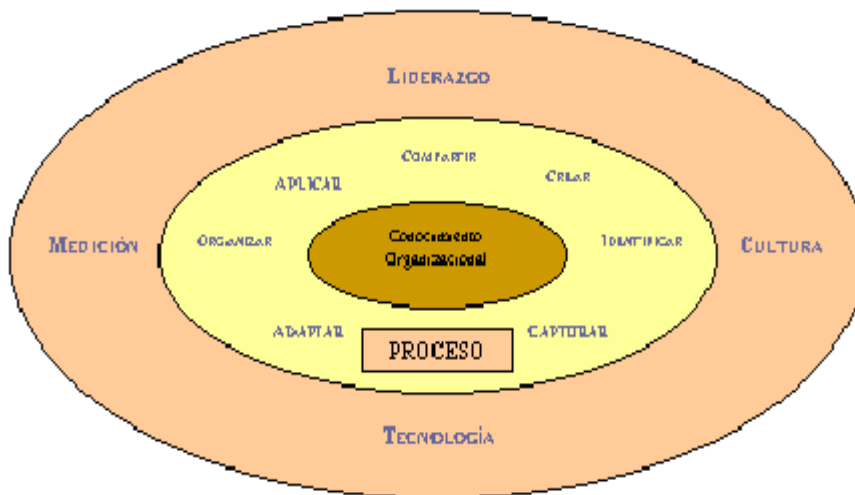 LIDERAZGO
COMPARTIR
APLICAR
CREAR
MEDICIÓN
ORGANIZAR
Conocimiento
Organizacional
IDENTIFICAR
CULTURA
ADAPTAR
PROCESO
CAPTURAR
TECNOLOGÍA